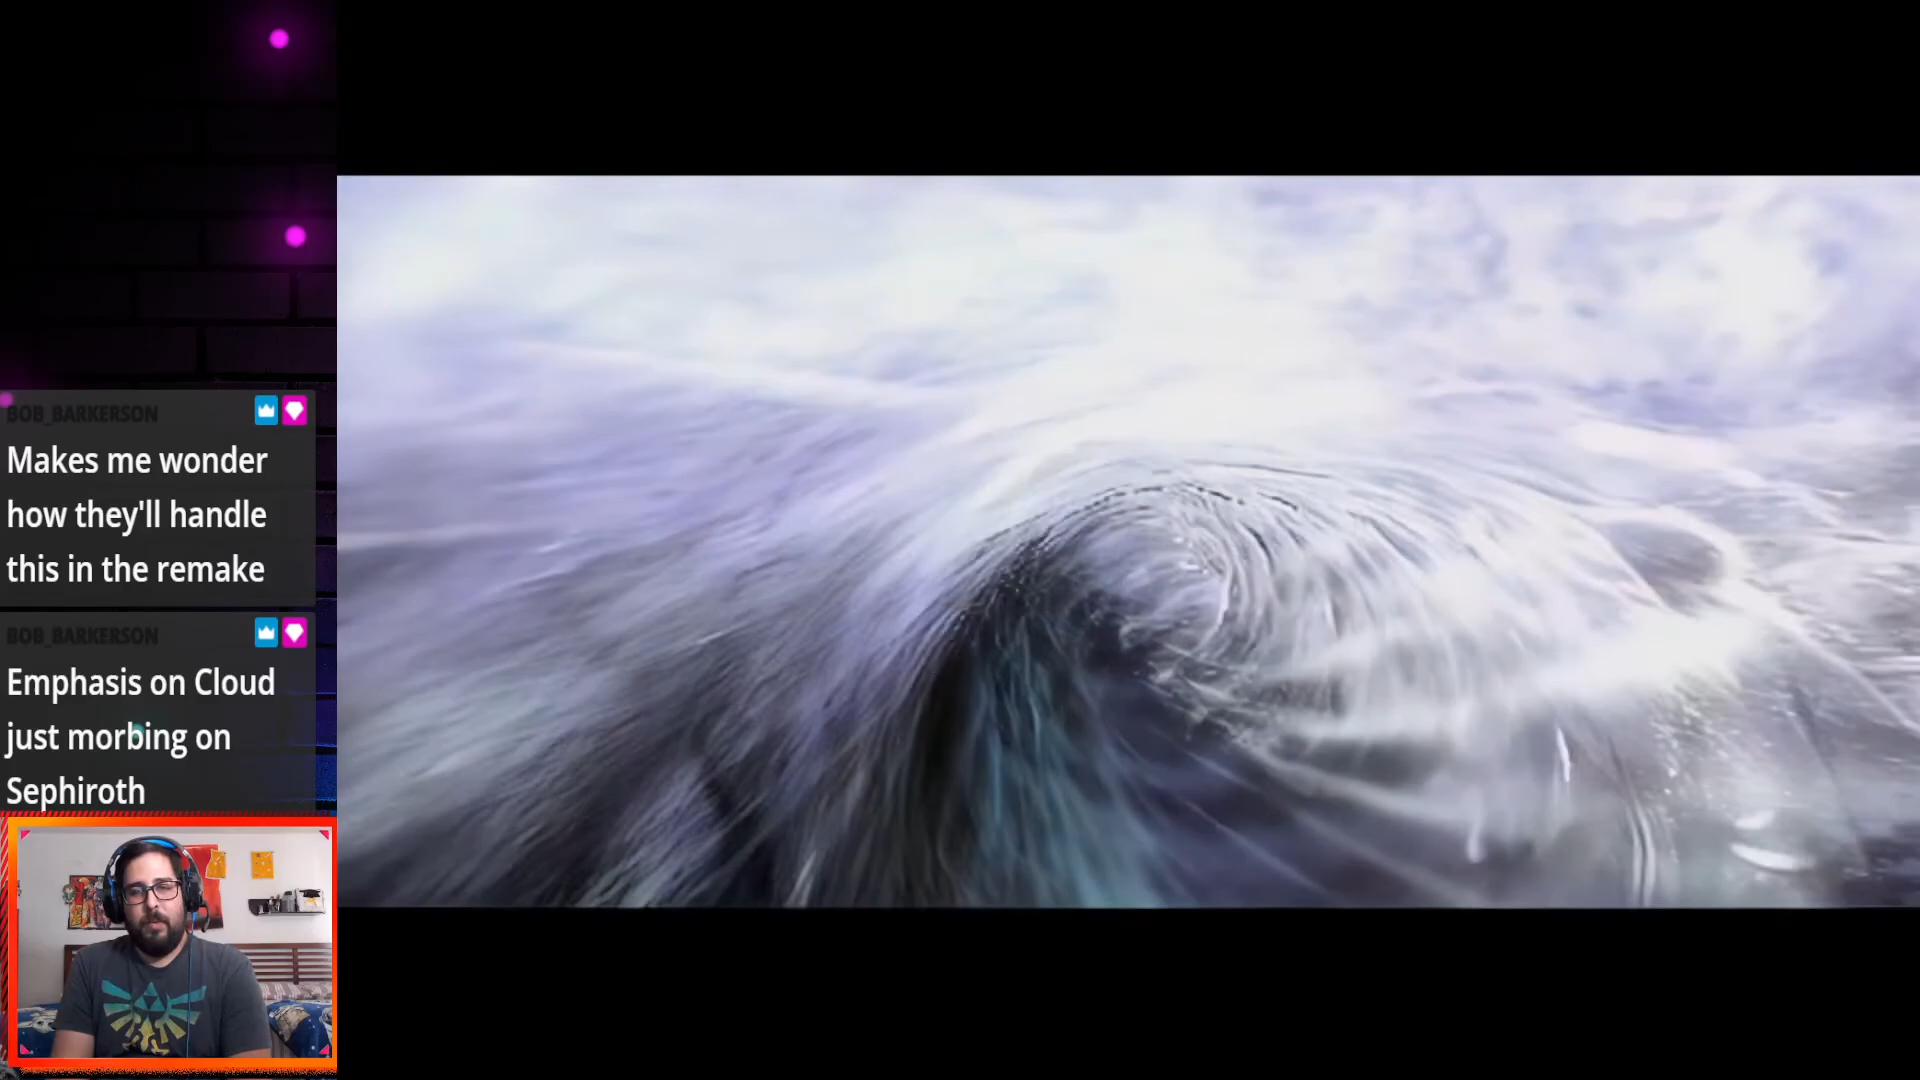 BOB_BARKERSON
Makes me wonder
how they'll handle
this in the remake
BOB_BARKERSON
Emphasis on Cloud
just morbing on
Sephiroth